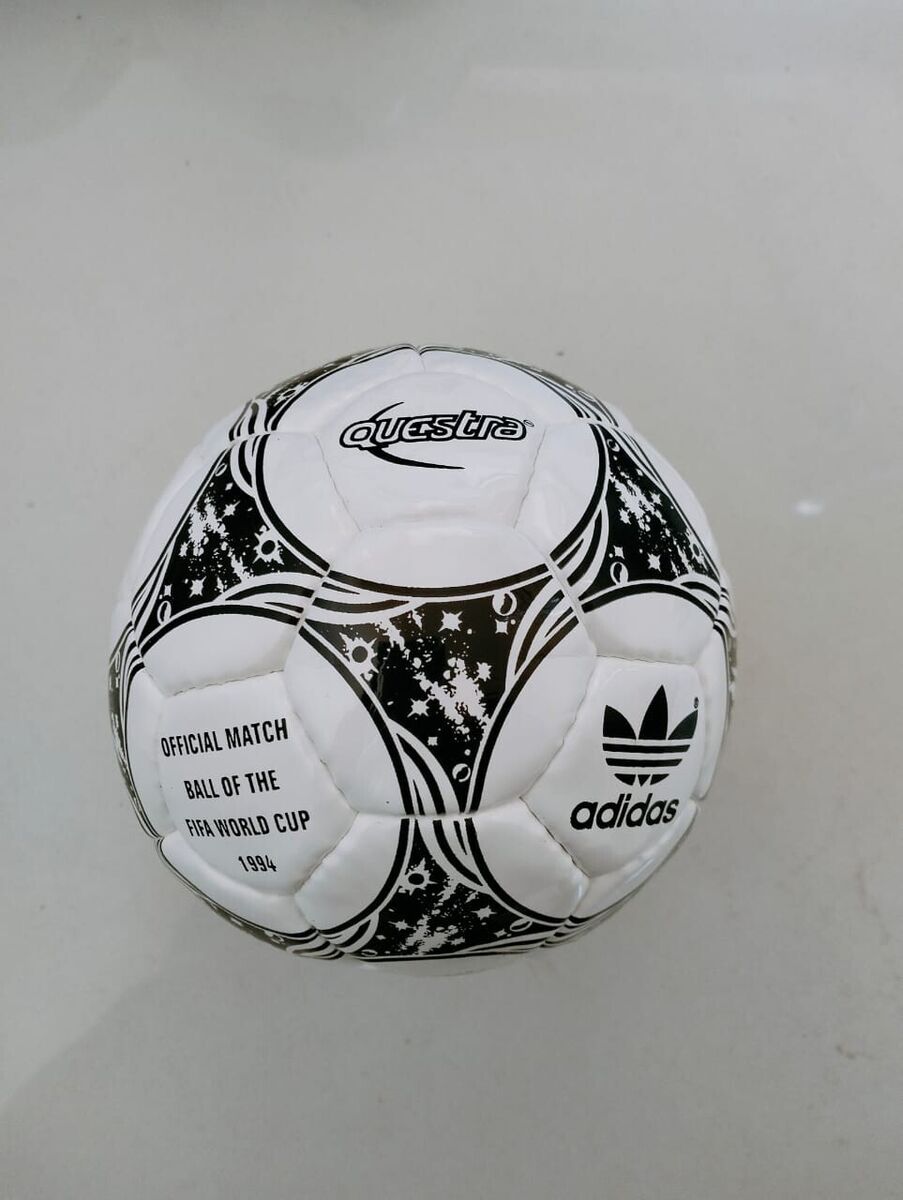 Questra
OFFICIAL MATCH
BALL OF THE
FIFA WORLD CUP
1994
adidas